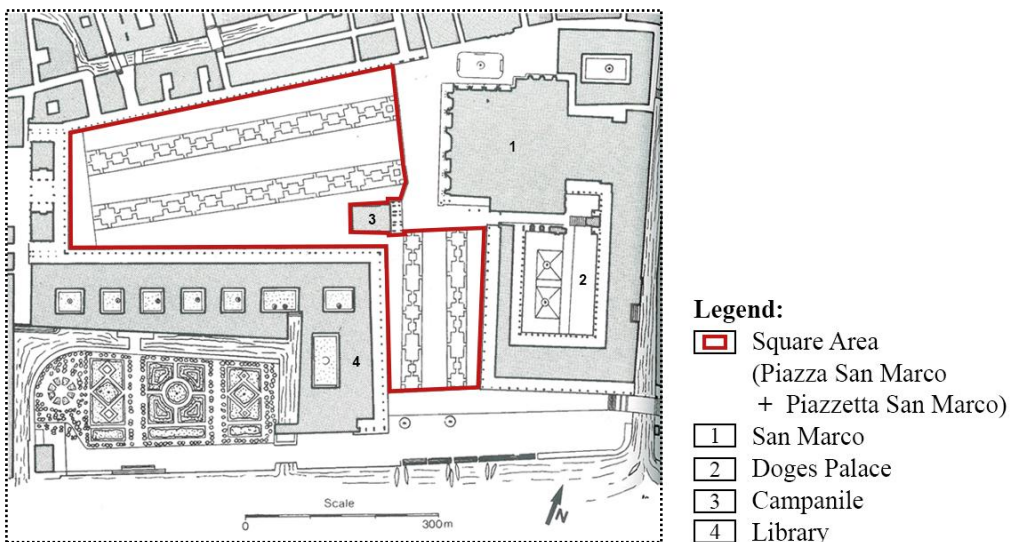 1
3
2
4
Scale
0
300m
N
Legend:
Square Area
(Piazza San Marco
+ Piazzetta San Marco)
1 San Marco
2 Doges Palace
3 Campanile
4 Library